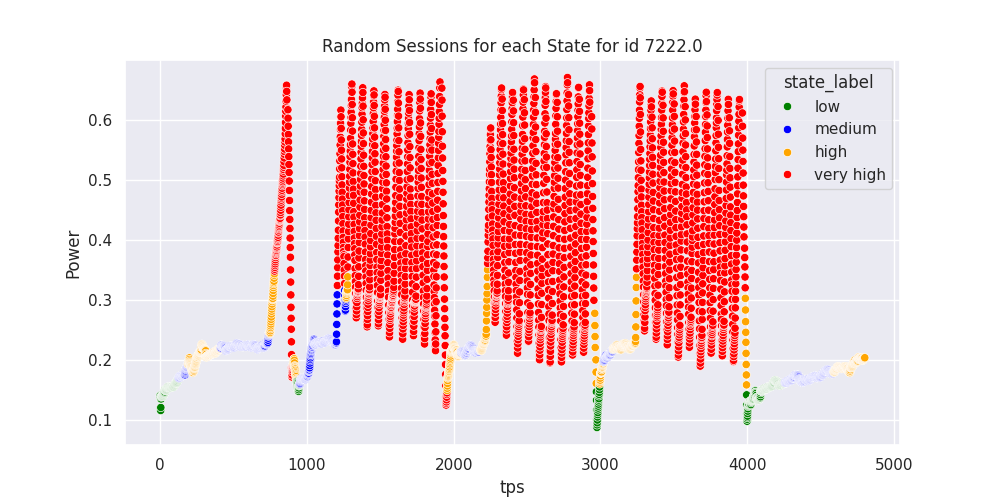 Random Sessions for each State for id 7222.0
state_label
low
medium
high
very high
Power
0.6
0.5
0.4
0.3
0.2
0.1
0 1000 2000 3000 4000 5000
tps